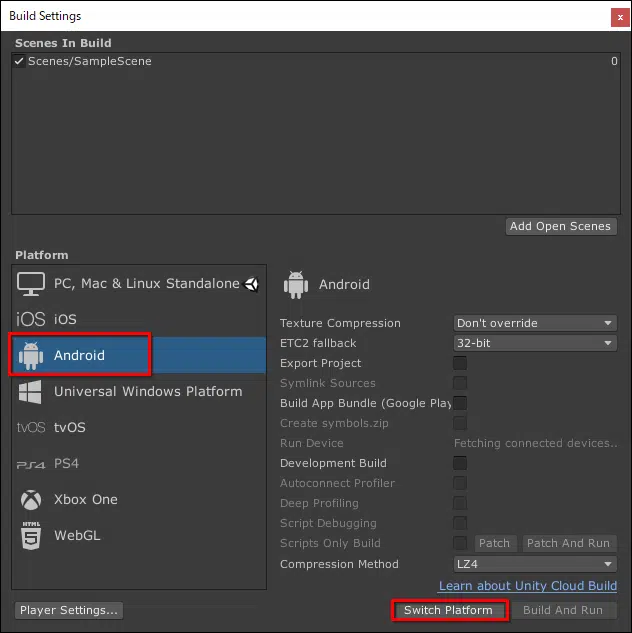 Build Settings
x
Scenes In Build
Scenes/SampleScene 0
Add Open Scenes
Platform
PC, Mac & Linux Standalone
iOS iOS
Android
Universal Windows Platform
tvOS tvOS
PS4 PS4
Xbox One
HTML 5 WebGL
Android
Texture Compression Don't override
ETC2 fallback 32-bit
Export Project
Symlink Sources
Build App Bundle (Google Play
Create symbols.zip
Run Device Fetching connected devices..
Development Build
Autoconnect Profiler
Deep Profiling
Script Debugging
Scripts Only Build Patch Patch And Run
Compression Method LZ4
Learn about Unity Cloud Build
Player Settings... Switch Platform Build And Run